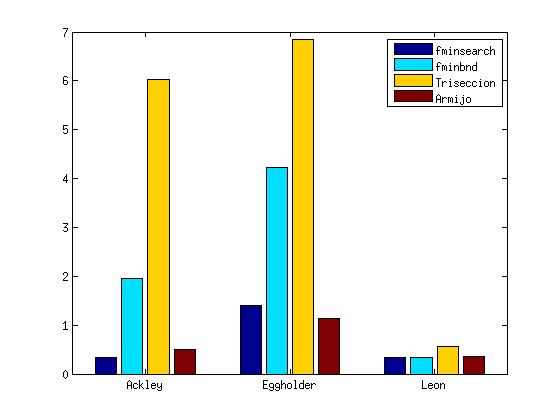 7
6
5
4
3
2
1
0
fminsearch
fminbnd
Triseccion
Armijo
Ackley
Eggholder
Leon